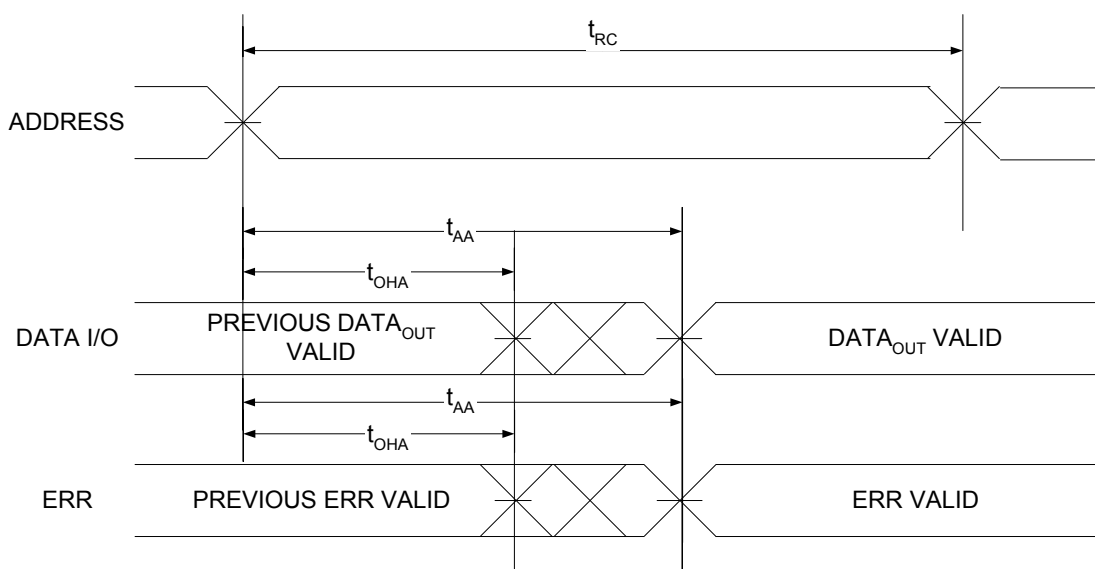 tRC
ADDRESS
tAA
tOHA
DATA I/O
PREVIOUS DATAOUT
VALID
DATAOUT VALID
tAA
tOHA
ERR
PREVIOUS ERR VALID
ERR VALID